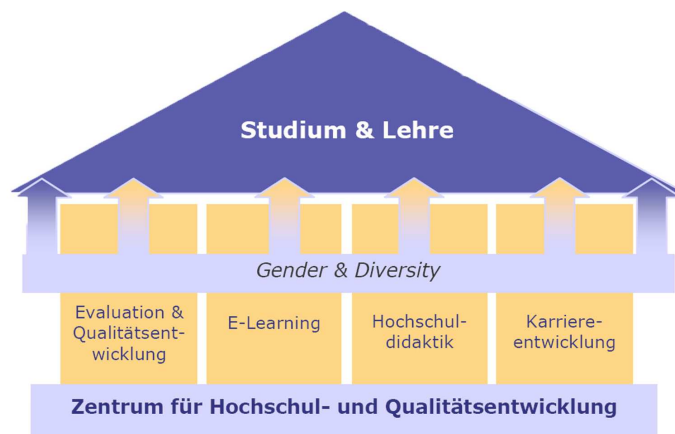 Studium & Lehre
Gender & Diversity
Evaluation &
Qualitätsent-
wicklung
E-Learning
Hochschul-
didaktik
Karriere-
entwicklung
Zentrum für Hochschul- und Qualitätsentwicklung